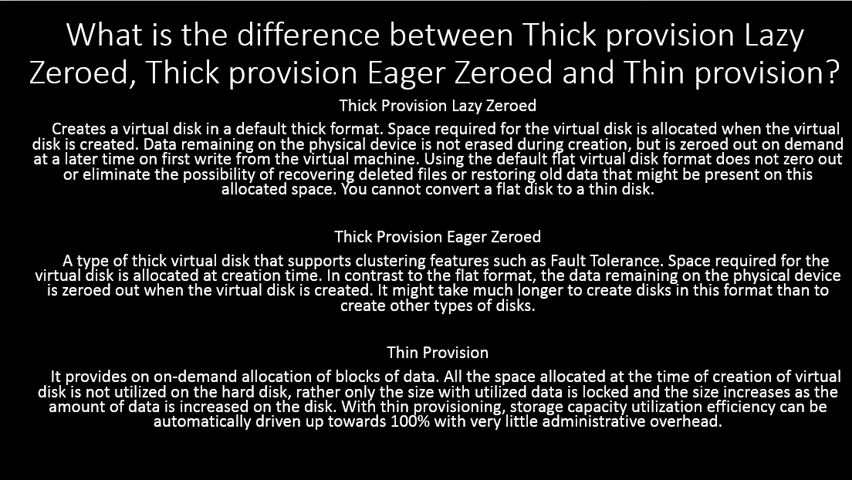 What is the difference between Thick provision Lazy
Zeroed, Thick provision Eager Zeroed and Thin provision?
Thick Provision Lazy Zeroed
Creates a virtual disk in a default thick format. Space required for the virtual disk is allocated when the virtual
disk is created. Data remaining on the physical device is not erased during creation, but is zeroed out on demand
at a later time on first write from the virtual machine. Using the default flat virtual disk format does not zero out
or eliminate the possibility of recovering deleted files or restoring old data that might be present on this
allocated space. You cannot convert a flat disk to a thin disk.
Thick Provision Eager Zeroed
A type of thick virtual disk that supports clustering features such as Fault Tolerance. Space required for the
virtual disk is allocated at creation time. In contrast to the flat format, the data remaining on the physical device
is zeroed out when the virtual disk is created. It might take much longer to create disks in this format than to
create other types of disks.
Thin Provision
It provides on on-demand allocation of blocks of data. All the space allocated at the time of creation of virtual
disk is not utilized on the hard disk, rather only the size with utilized data is locked and the size increases as the
amount of data is increased on the disk. With thin provisioning, storage capacity utilization efficiency can be
automatically driven up towards 100% with very little administrative overhead.